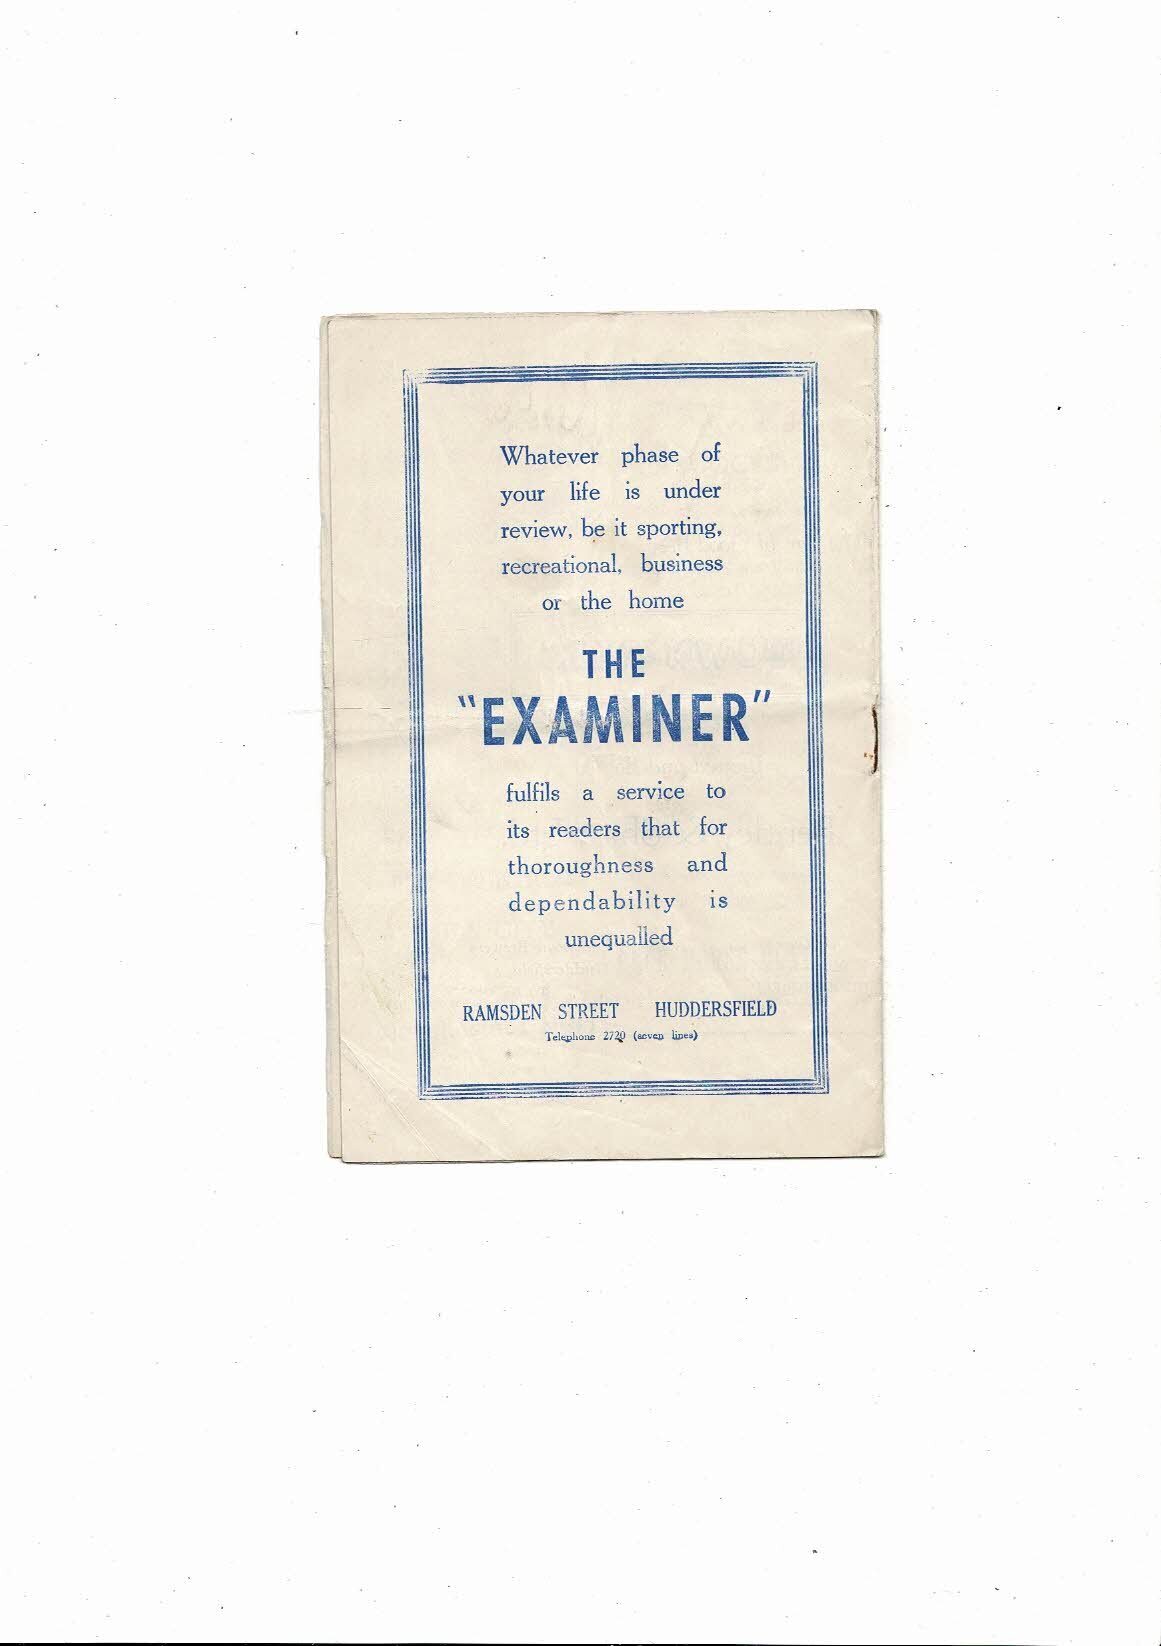 Whatever phase of
your life is under
review, be it sporting,
recreational, business
or the home
THE
"EXAMINER"
fulfils a service to
its readers that for
thoroughness and
dependability is
unequalled
RAMSDEN STREET HUDDERSFIELD
Telephone 2720 (seven lines)